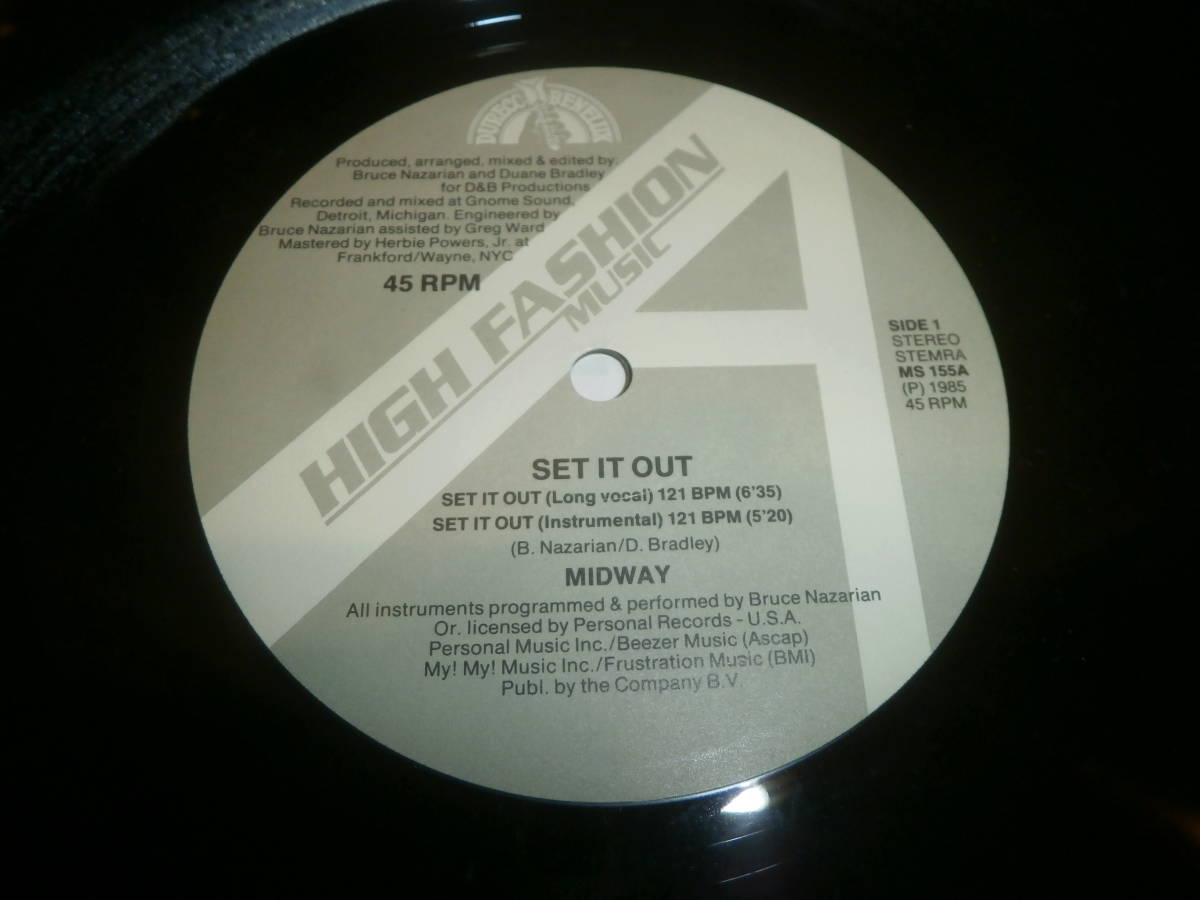 DURECO BENELUX
Produced, arranged, mixed & edited by:
Bruce Nazarian and Duane Bradley
for D&B Productions
Recorded and mixed at Gnome Sound,
Detroit, Michigan. Engineered by
Bruce Nazarian assisted by Greg Ward
Mastered by Herbie Powers, Jr. at
Frankford/Wayne, NYC
45 RPM
HIGH FASHION
MUSIC
SIDE 1
STEREO
STEMRA
MS 155A
(P) 1985
45 RPM
SET IT OUT
SET IT OUT (Long vocal) 121 BPM (6'35)
SET IT OUT (Instrumental) 121 BPM (5'20)
(B. Nazarian/D. Bradley)
MIDWAY
All instruments programmed & performed by Bruce Nazarian
Or. licensed by Personal Records - U.S.A.
Personal Music Inc./Beezer Music (Ascap)
My! My! Music Inc./Frustration Music (BMI)
Publ. by the Company B.V.